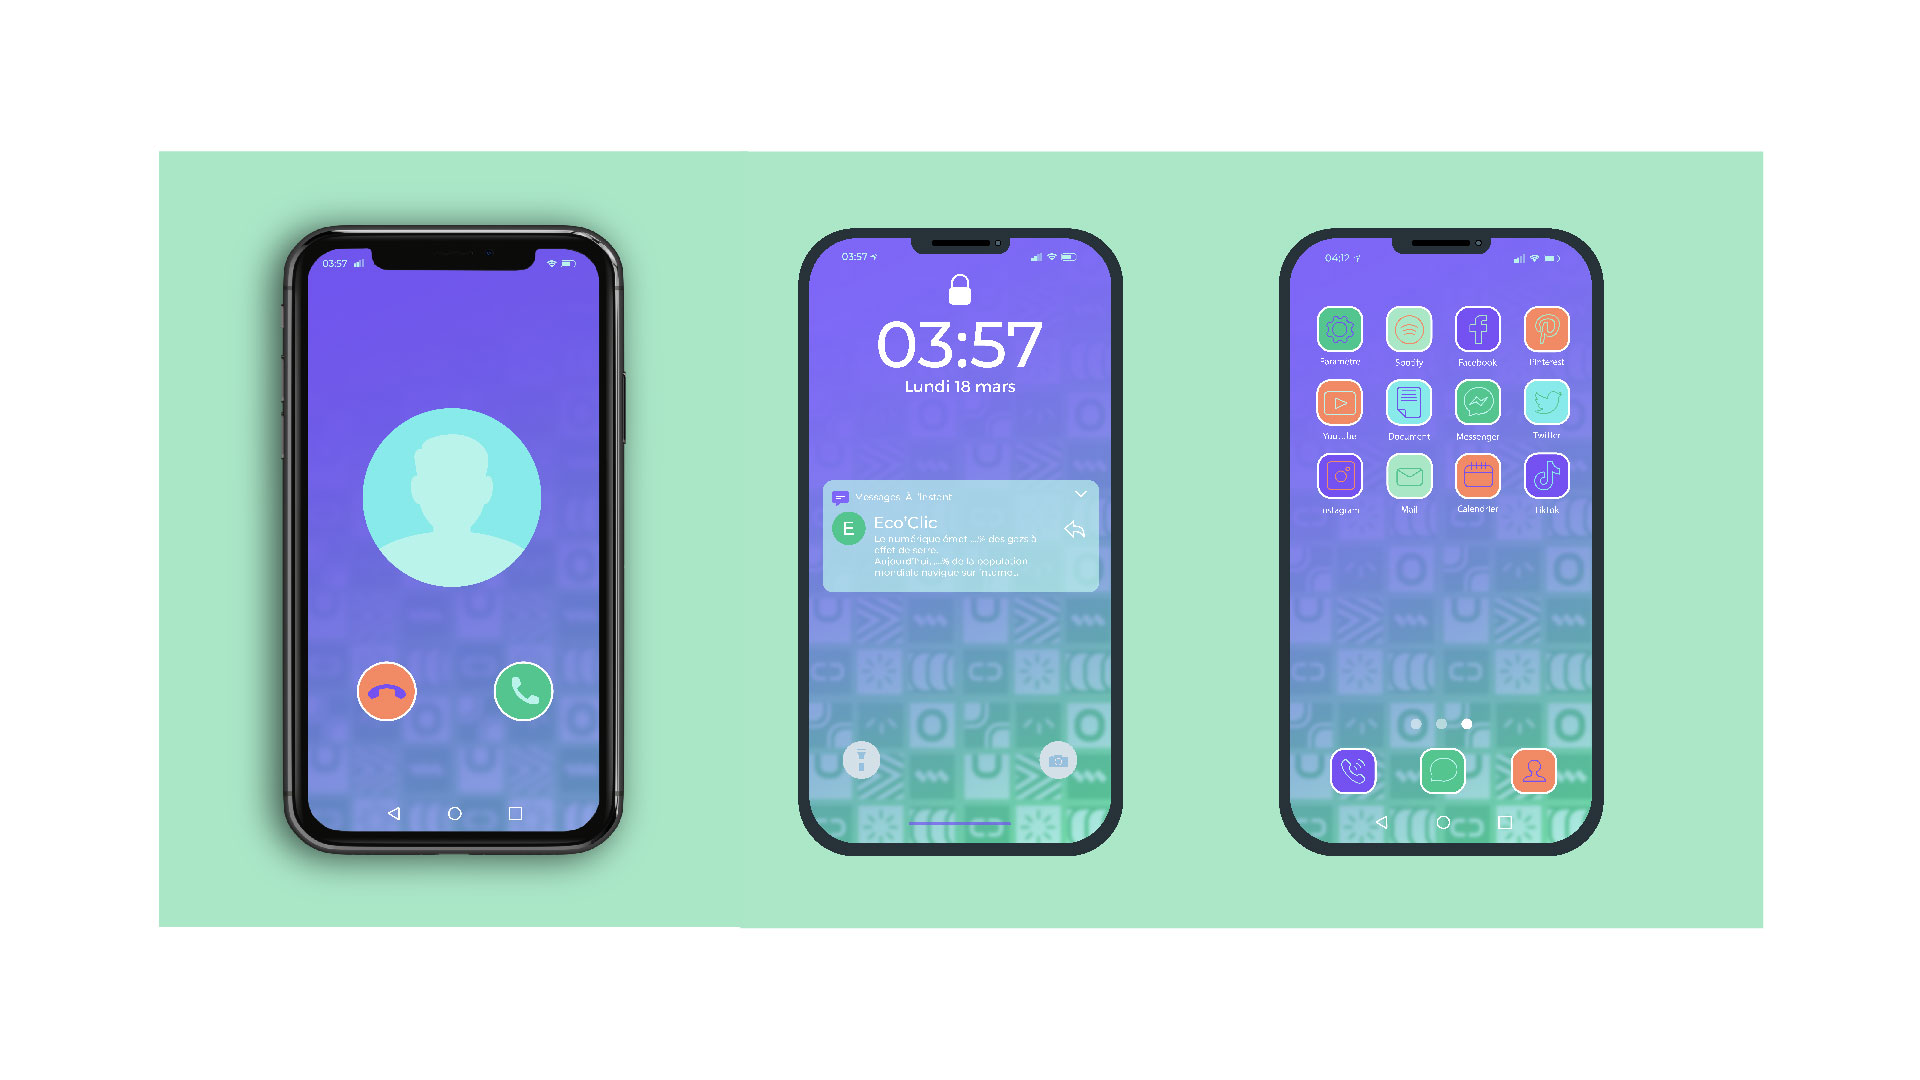 03:57
03:57
03:57
Lundi 18 mars
Messages À l'instant
E
Eco'Clic
Le numérique émet ...% des gazs à
effet de serre.
Aujourd'hui, ...% de la population
mondiale navigue sur internet.
04:12
Parametre Spotify Facebook Pinterest
Youtube Document Messenger Twitter
Instagram Mail Calendrier TikTok